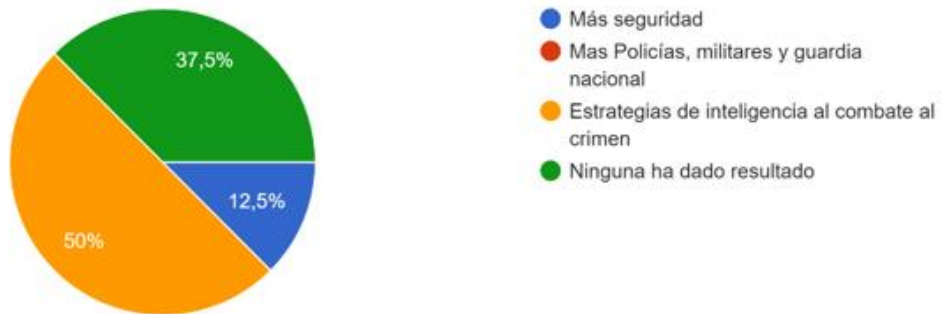 Más seguridad
Mas Policías, militares y guardia
nacional
Estrategias de inteligencia al combate al
crimen
Ninguna ha dado resultado
37,5%
12,5%
50%